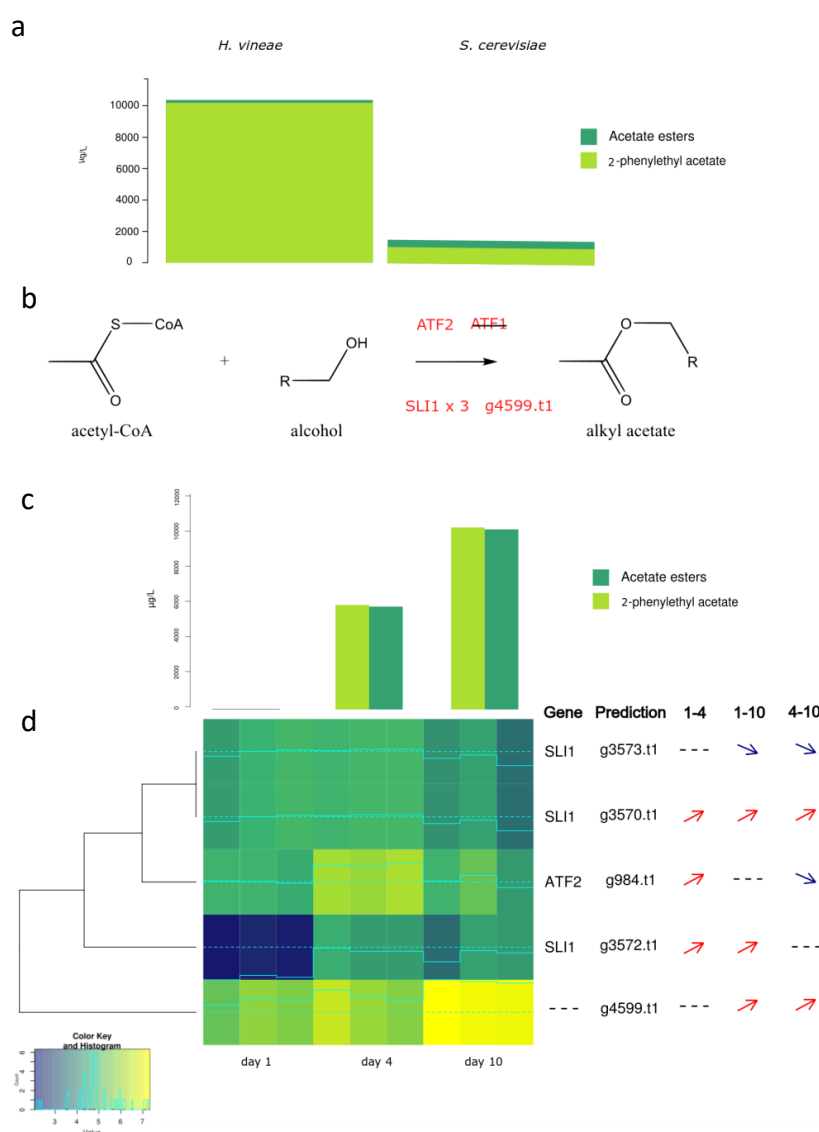 a
H. vineae S. cerevisiae
10000
8000
6000
4000
2000
0
µg/L
Acetate esters
2-phenylethyl acetate
b
S CoA
O
acetyl-CoA
+
OH
R
alcohol
ATF2 ATF1
SLI1 x 3 g4599.t1
O
R
O
alkyl acetate
c
12000
10000
8000
6000
4000
2000
0
µg/L
Acetate esters
2-phenylethyl acetate
d
Gene Prediction 1-4 1-10 4-10
SLI1 g3573.t1 ---
SLI1 g3570.t1
ATF2 g984.t1 ---
SLI1 g3572.t1 ---
--- g4599.t1 ---
day 1 day 4 day 10
Color Key
and Histogram
Count
0 2 4 6
3 4 5 6 7
Value